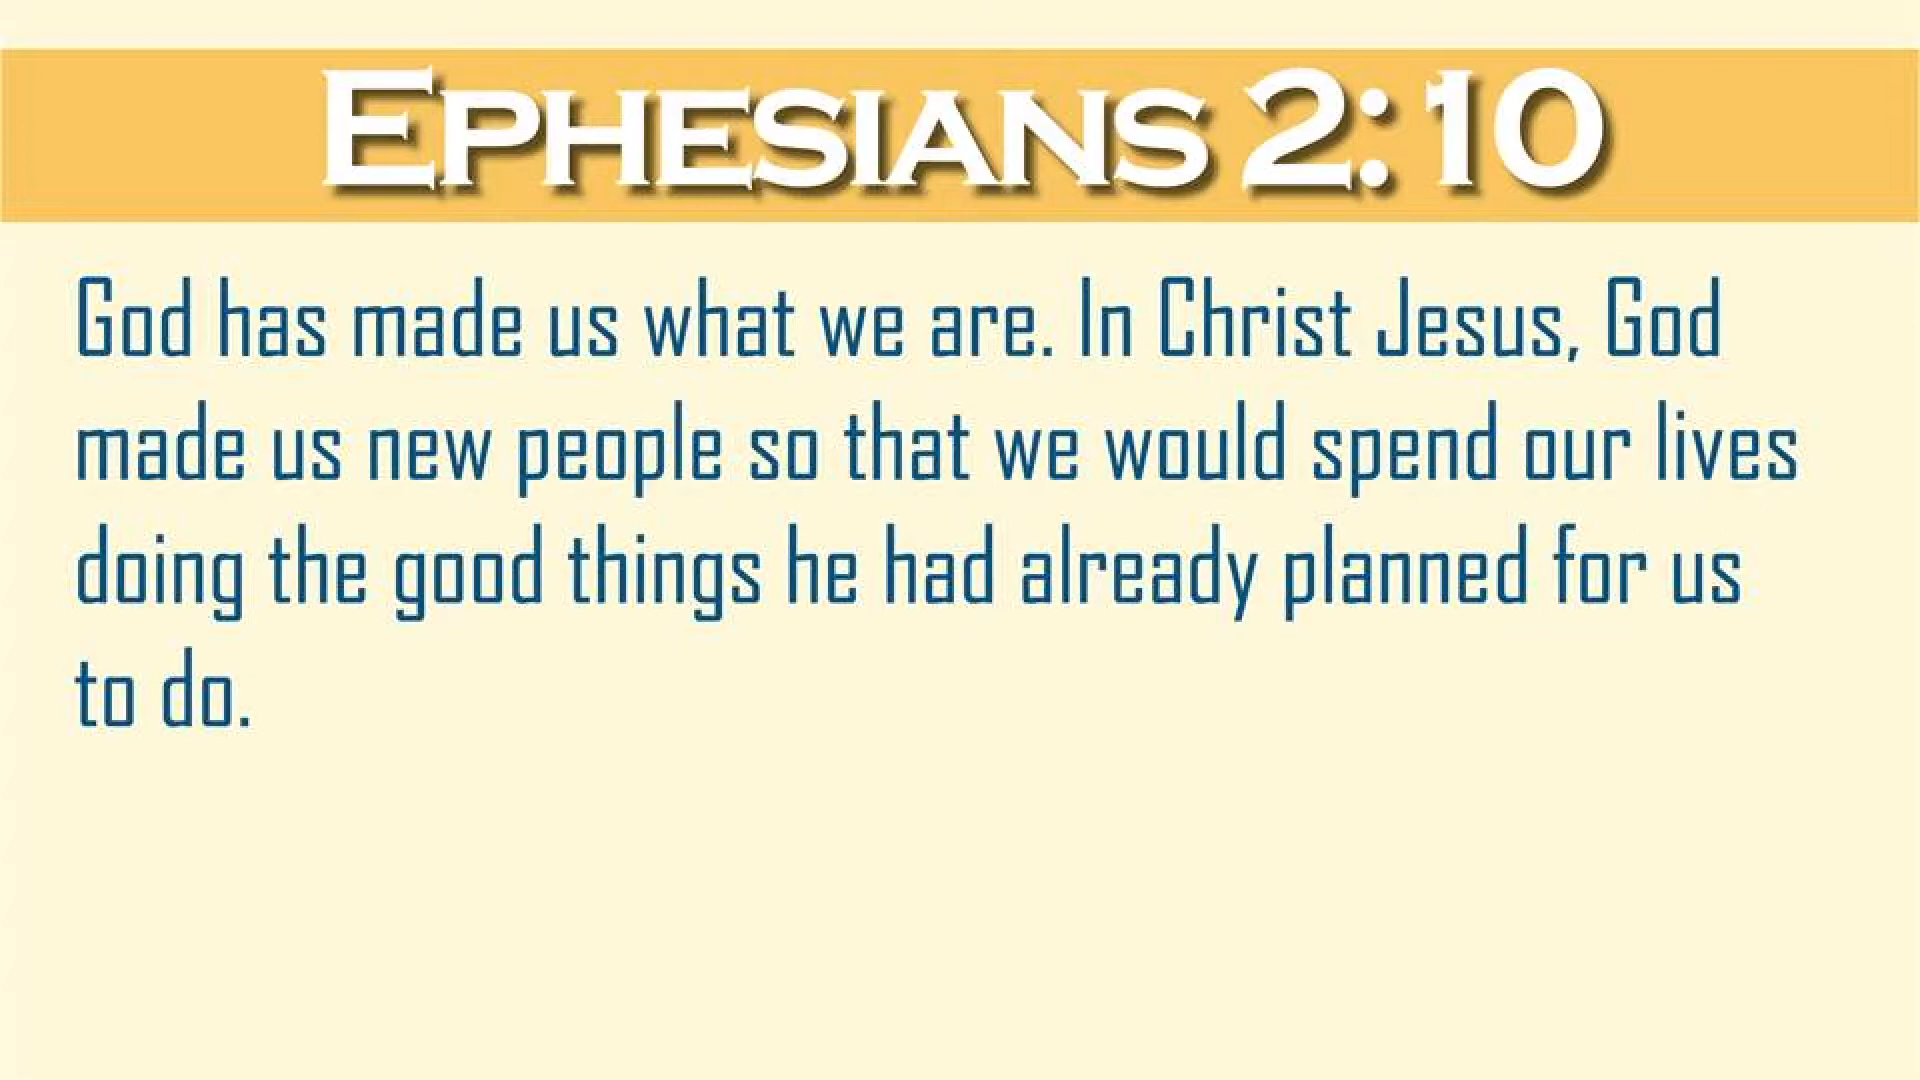 Ephesians 2:10
God has made us what we are. In Christ Jesus, God
made us new people so that we would spend our lives
doing the good things he had already planned for us
to do.